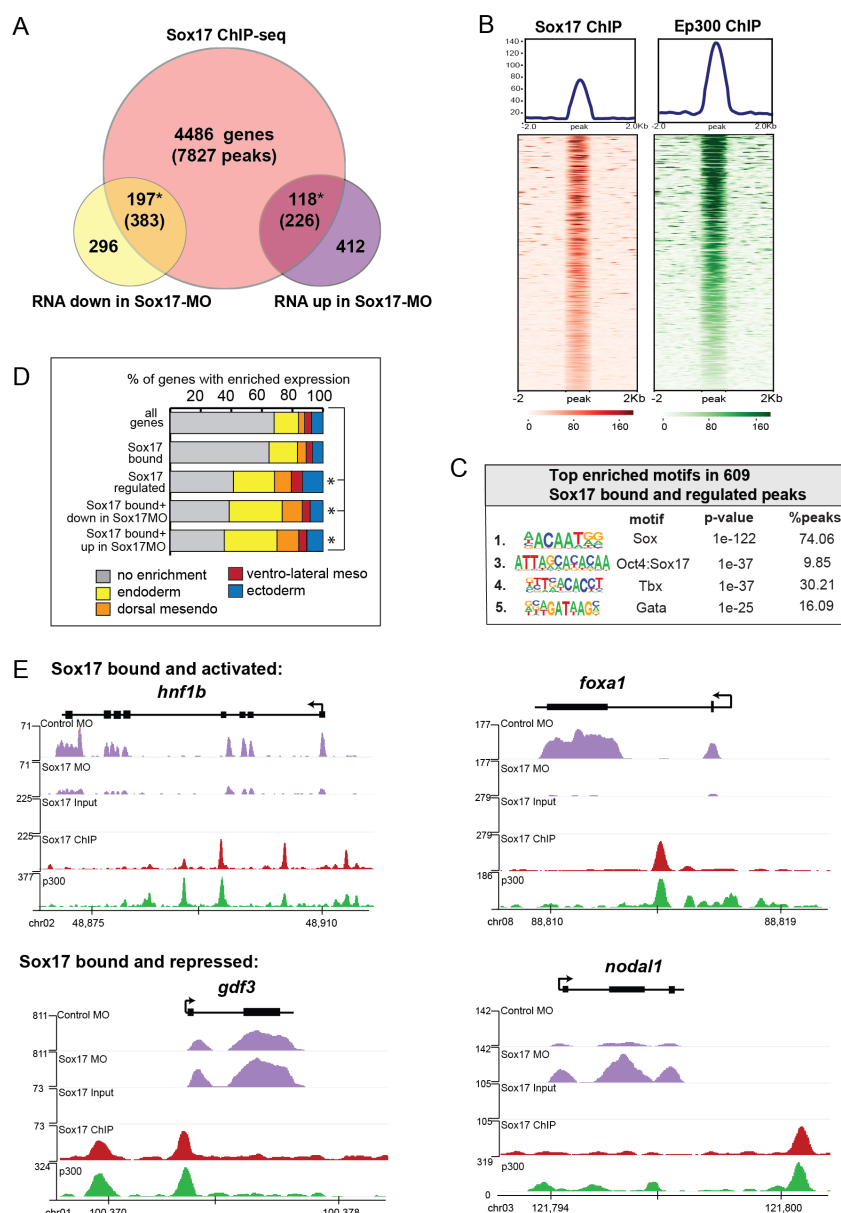 A
Sox17 ChIP-seq
4486 genes
(7827 peaks)
197*
(383)
118*
(226)
296
412
RNA down in Sox17-MO
RNA up in Sox17-MO
B
Sox17 ChIP
Ep300 ChIP
140
120
100
80
60
40
20
-2.0 peak 2.0Kb
-2.0 peak 2.0Kb
-2 peak 2Kb
-2 peak 2Kb
0 80 160
0 80 160
C
Top enriched motifs in 609
Sox17 bound and regulated peaks
motif p-value %peaks
1. ACAATGG Sox 1e-122 74.06
3. ATTAGCACACAA Oct4:Sox17 1e-37 9.85
4. TTCACACCT Tbx 1e-37 30.21
5. AGATAAGC Gata 1e-25 16.09
D
% of genes with enriched expression
20 40 60 80 100
all
genes
Sox17
bound
Sox17
regulated
*
Sox17 bound+
down in Sox17MO
*
Sox17 bound+
up in Sox17MO
*
no enrichment
endoderm
dorsal mesendo
ventro-lateral meso
ectoderm
E
Sox17 bound and activated:
hnf1b
71
Control MO
71
Sox17 MO
225
Sox17 Input
225
Sox17 ChIP
377
p300
chr02 48,875 48,910
foxa1
177
Control MO
177
Sox17 MO
279
Sox17 Input
279
Sox17 ChIP
186
p300
chr08 88,810 88,819
Sox17 bound and repressed:
gdf3
811
Control MO
811
Sox17 MO
73
Sox17 Input
73
Sox17 ChIP
324
p300
chr01 100,370 100,378
nodal1
142
Control MO
142
Sox17 MO
105
Sox17 Input
105
Sox17 ChIP
319
p300
0
chr03 121,794 121,800